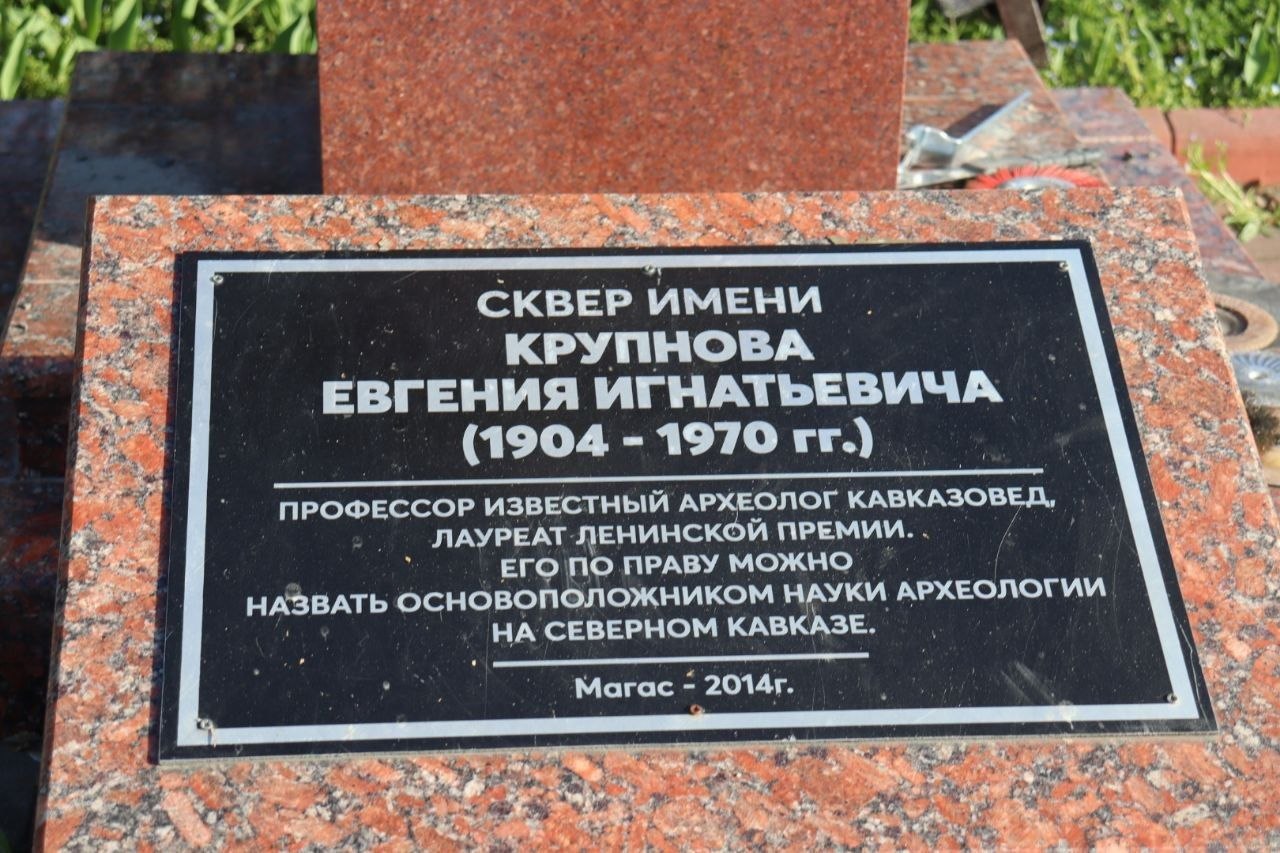 СКВЕР ИМЕНИ
КРУПНОВА
ЕВГЕНИЯ ИГНАТЬЕВИЧА
(1904 - 1970 гг.)
ПРОФЕССОР ИЗВЕСТНЫЙ АРХЕОЛОГ КАВКАЗОВЕД,
ЛАУРЕАТ ЛЕНИНСКОЙ ПРЕМИИ.
ЕГО ПО ПРАВУ МОЖНО
НАЗВАТЬ ОСНОВОПОЛОЖНИКОМ НАУКИ АРХЕОЛОГИИ
НА СЕВЕРНОМ КАВКАЗЕ.
Магас - 2014г.